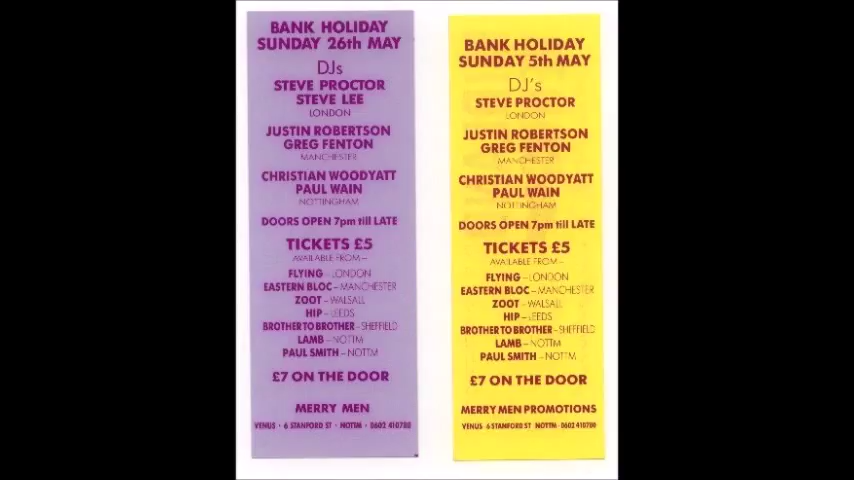 BANK HOLIDAY
SUNDAY 26th MAY
DJs
STEVE PROCTOR
STEVE LEE
LONDON
JUSTIN ROBERTSON
GREG FENTON
MANCHESTER
CHRISTIAN WOODYATT
PAUL WAIN
NOTTINGHAM
DOORS OPEN 7pm till LATE
TICKETS £5
AVAILABLE FROM –
FLYING – LONDON
EASTERN BLOC – MANCHESTER
ZOOT – WALSALL
HIP – LEEDS
BROTHER TO BROTHER – SHEFFIELD
LAMB – NOTTM
PAUL SMITH – NOTTM
£7 ON THE DOOR
MERRY MEN
VENUS · 6 STANFORD ST · NOTTM · 0602 410788
BANK HOLIDAY
SUNDAY 5th MAY
DJ's
STEVE PROCTOR
LONDON
JUSTIN ROBERTSON
GREG FENTON
MANCHESTER
CHRISTIAN WOODYATT
PAUL WAIN
NOTTINGHAM
DOORS OPEN 7pm till LATE
TICKETS £5
AVAILABLE FROM –
FLYING – LONDON
EASTERN BLOC – MANCHESTER
ZOOT – WALSALL
HIP – LEEDS
BROTHER TO BROTHER – SHEFFIELD
LAMB – NOTTM
PAUL SMITH – NOTTM
£7 ON THE DOOR
MERRY MEN PROMOTIONS
VENUS · 6 STANFORD ST · NOTTM · 0602 410788